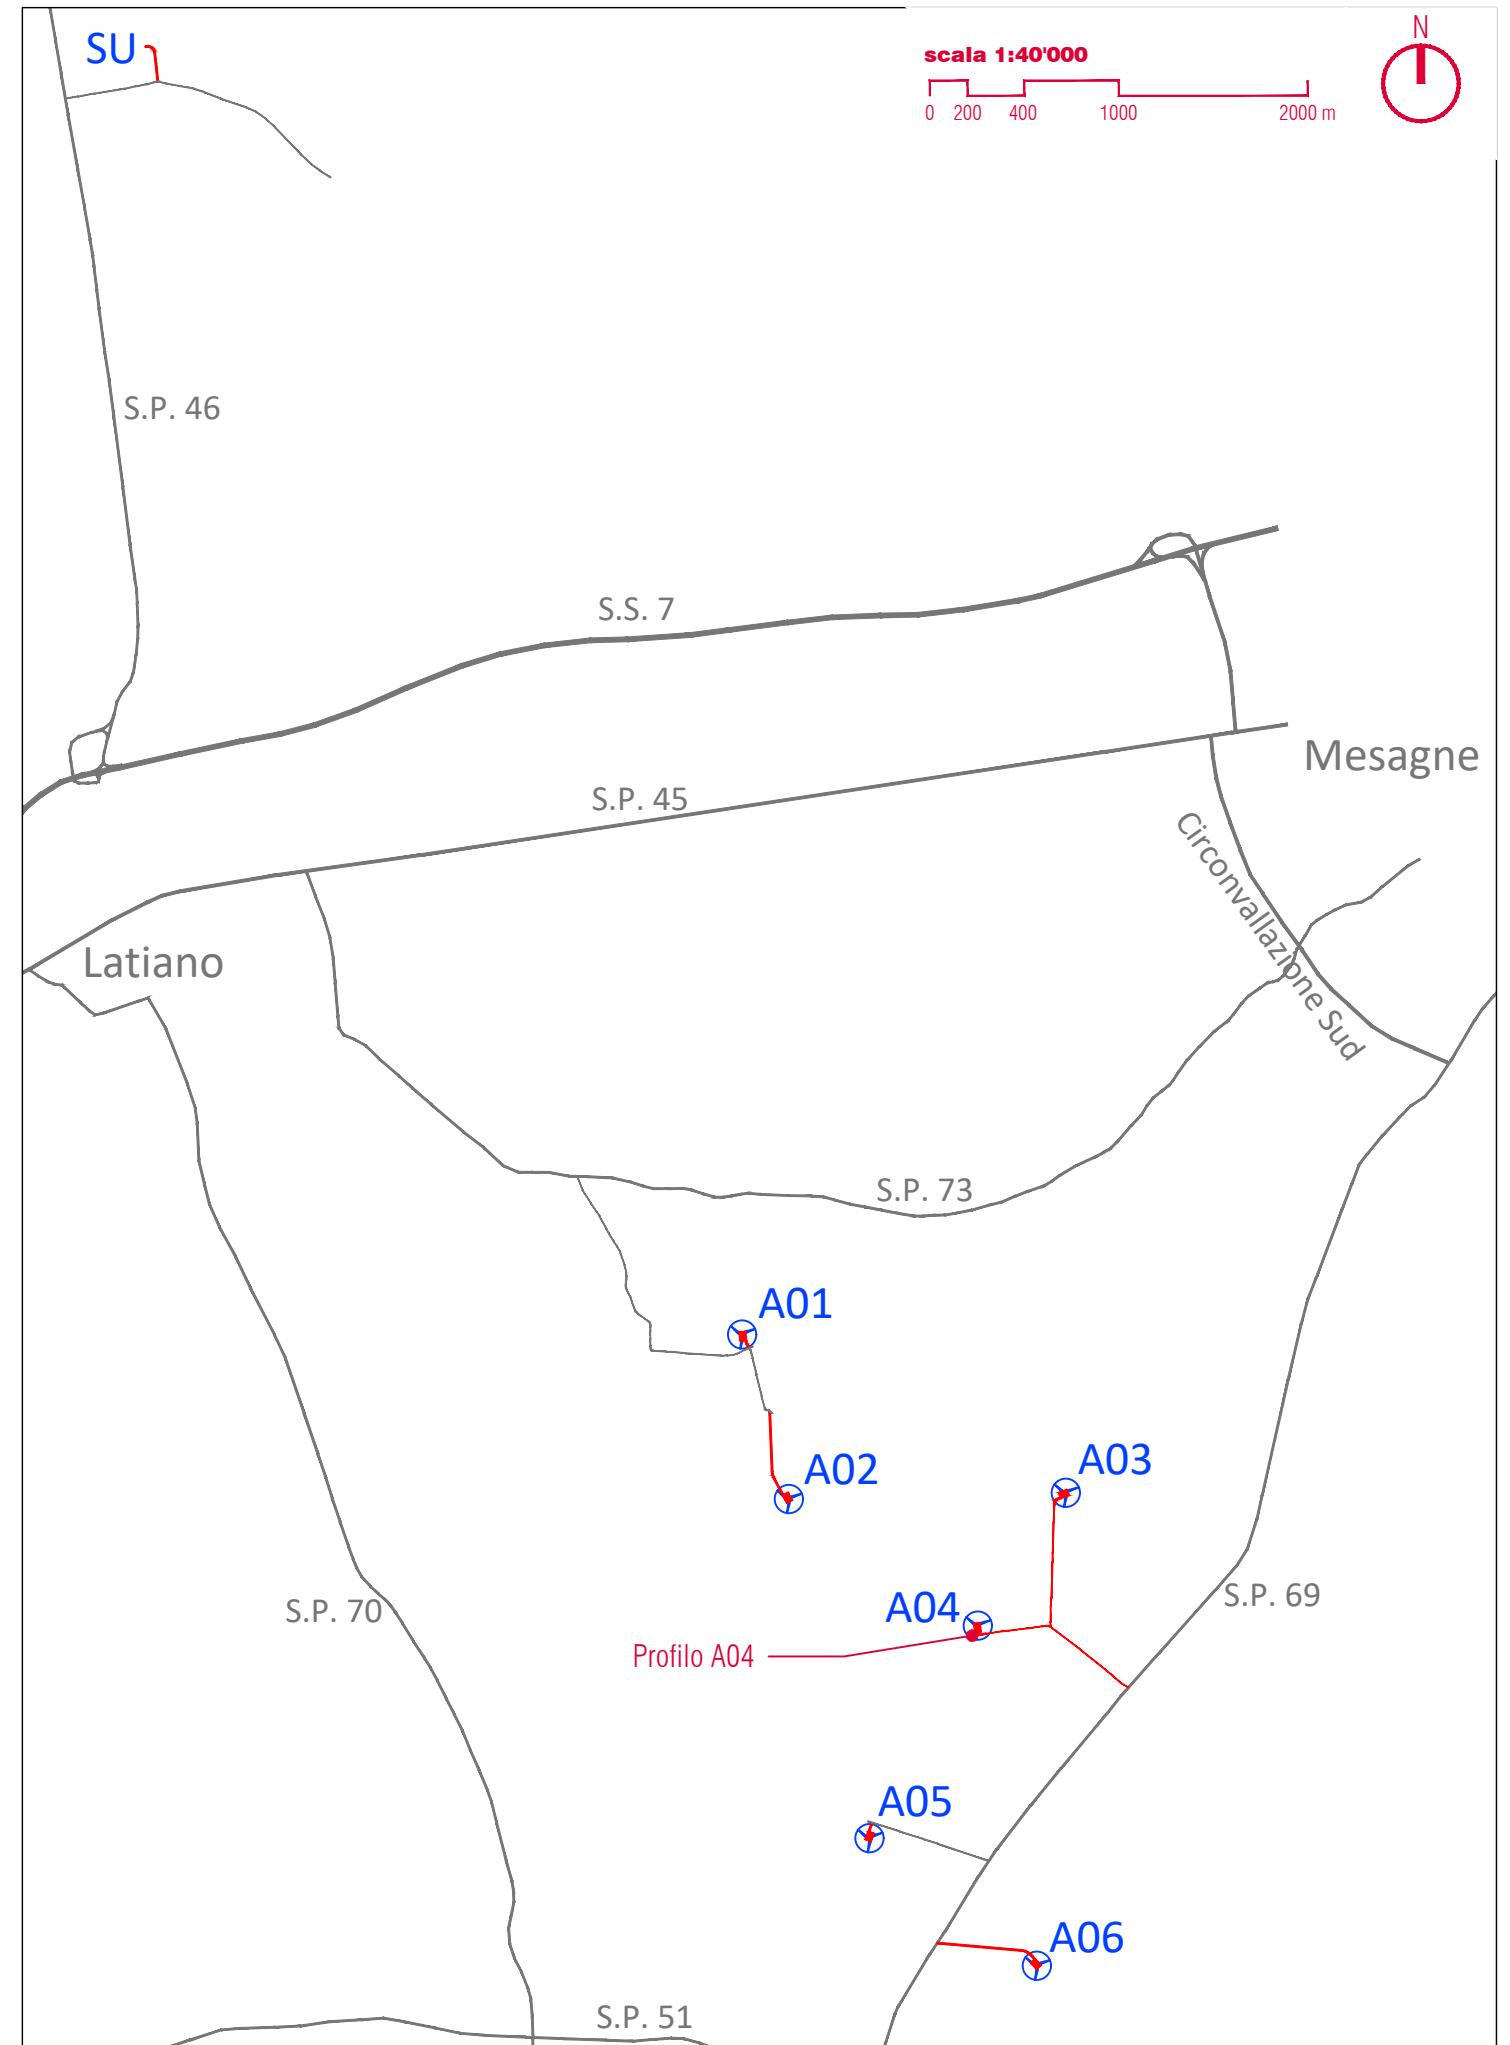 SU
scala 1:40'000
N
0 200 400 1000 2000 m
S.P. 46
S.S. 7
Mesagne
S.P. 45
Circonvallazione Sud
Latiano
S.P. 73
A01
A02
A03
A04
S.P. 69
S.P. 70
Profilo A04
A05
A06
S.P. 51